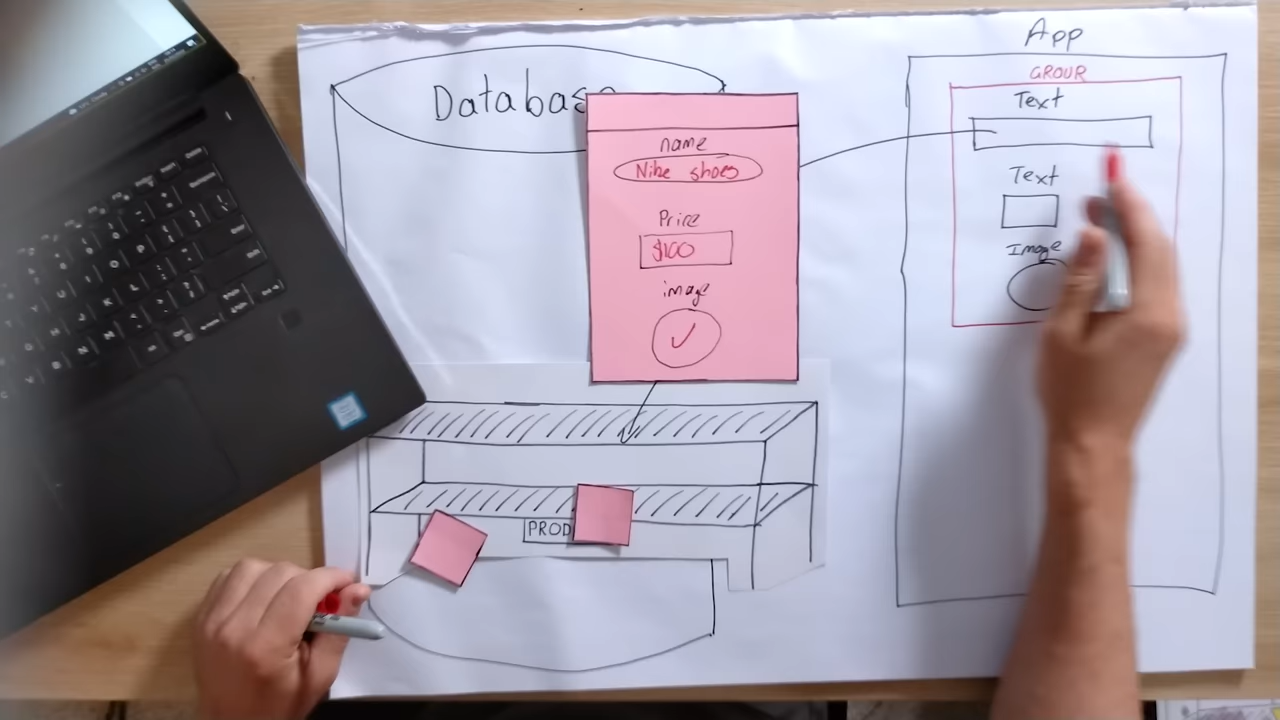 Database
name
Nike shoes
Price
$100
image
PROD
App
GROUP
Text
Text
Image